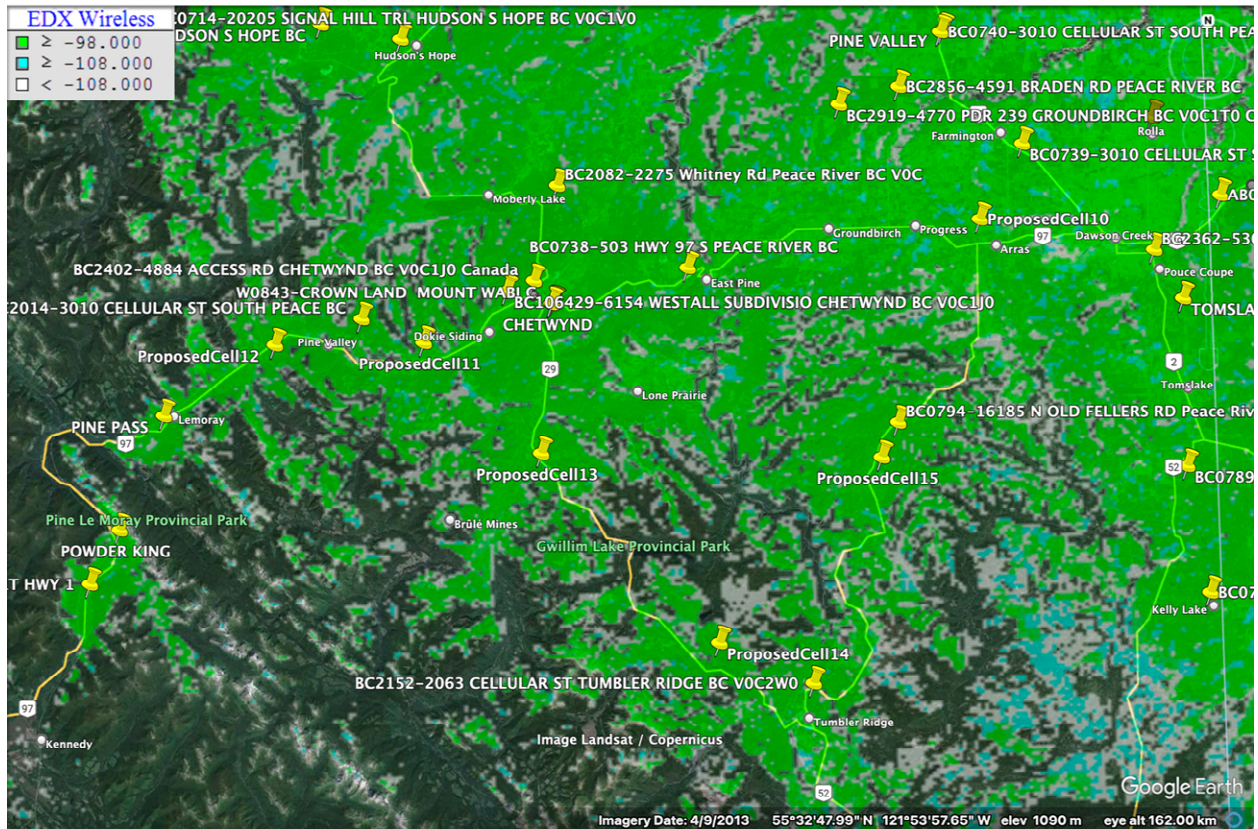 EDX Wireless
≥ -98.000
≥ -108.000
< -108.000
C0714-20205 SIGNAL HILL TRL HUDSON S HOPE BC V0C1V0
DSON S HOPE BC
Hudson's Hope
N
PINE VALLEY
BC0740-3010 CELLULAR ST SOUTH PEA
BC2856-4591 BRADEN RD PEACE RIVER BC
BC2919-4770 PDR 239 GROUNDBIRCH BC V0C1T0 C
Farmington
Rolla
BC0739-3010 CELLULAR ST S
BC2082-2275 Whitney Rd Peace River BC V0C
Moberly Lake
AB0
ProposedCell10
Groundbirch
Progress
97
Dawson Creek
BC2362-530
BC0738-503 HWY 97 S PEACE RIVER BC
Arras
Pouce Coupe
BC2402-4884 ACCESS RD CHETWYND BC V0C1J0 Canada
East Pine
W0843-CROWN LAND MOUNT WABI
BC106429-6154 WESTALL SUBDIVISIO CHETWYND BC V0C1J0
C2014-3010 CELLULAR ST SOUTH PEACE BC
TOMSLA
CHETWYND
Dokie Siding
Pine Valley
ProposedCell12
ProposedCell11
29
2
Tomslake
Lone Prairie
BC0794-16185 N OLD FELLERS RD Peace Riv
Lemoray
PINE PASS
97
ProposedCell13
ProposedCell15
52
BC0789
Pine Le Moray Provincial Park
Brûlé Mines
Gwillim Lake Provincial Park
POWDER KING
T HWY 1
BC07
Kelly Lake
ProposedCell14
BC2152-2063 CELLULAR ST TUMBLER RIDGE BC V0C2W0
97
Tumbler Ridge
Kennedy
Image Landsat / Copernicus
52
Google Earth
Imagery Date: 4/9/2013 55°32'47.99" N 121°53'57.65" W elev 1090 m eye alt 162.00 km